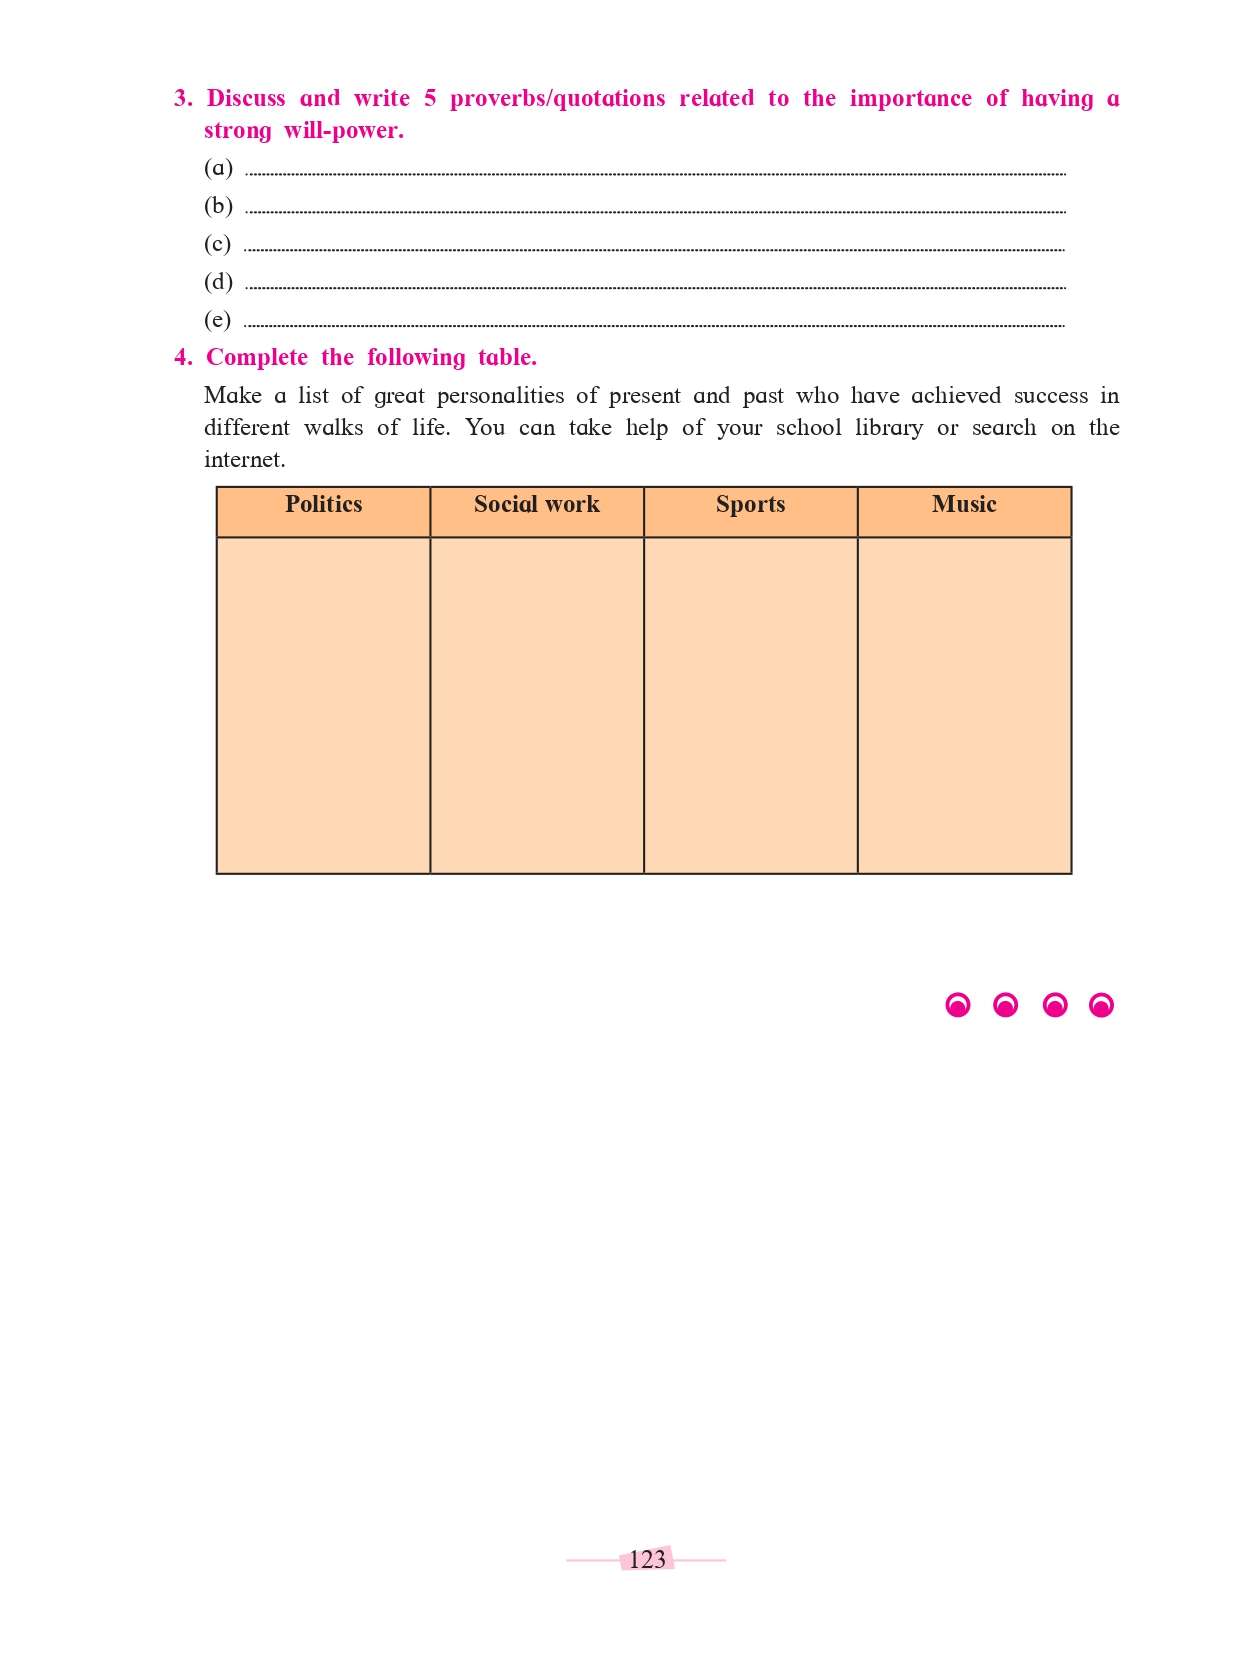 3. Discuss and write 5 proverbs/quotations related to the importance of having a
strong will-power.
(a) ........................................................................
(b) ........................................................................
(c) ........................................................................
(d) ........................................................................
(e) ........................................................................
4. Complete the following table.
Make a list of great personalities of present and past who have achieved success in
different walks of life. You can take help of your school library or search on the
internet.
Politics Social work Sports Music
123